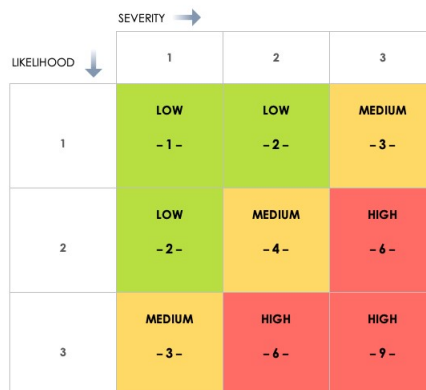 SEVERITY
LIKELIHOOD
1 2 3
LOW LOW MEDIUM
1
– 1 – – 2 – – 3 –
LOW MEDIUM HIGH
2
– 2 – – 4 – – 6 –
MEDIUM HIGH HIGH
3
– 3 – – 6 – – 9 –